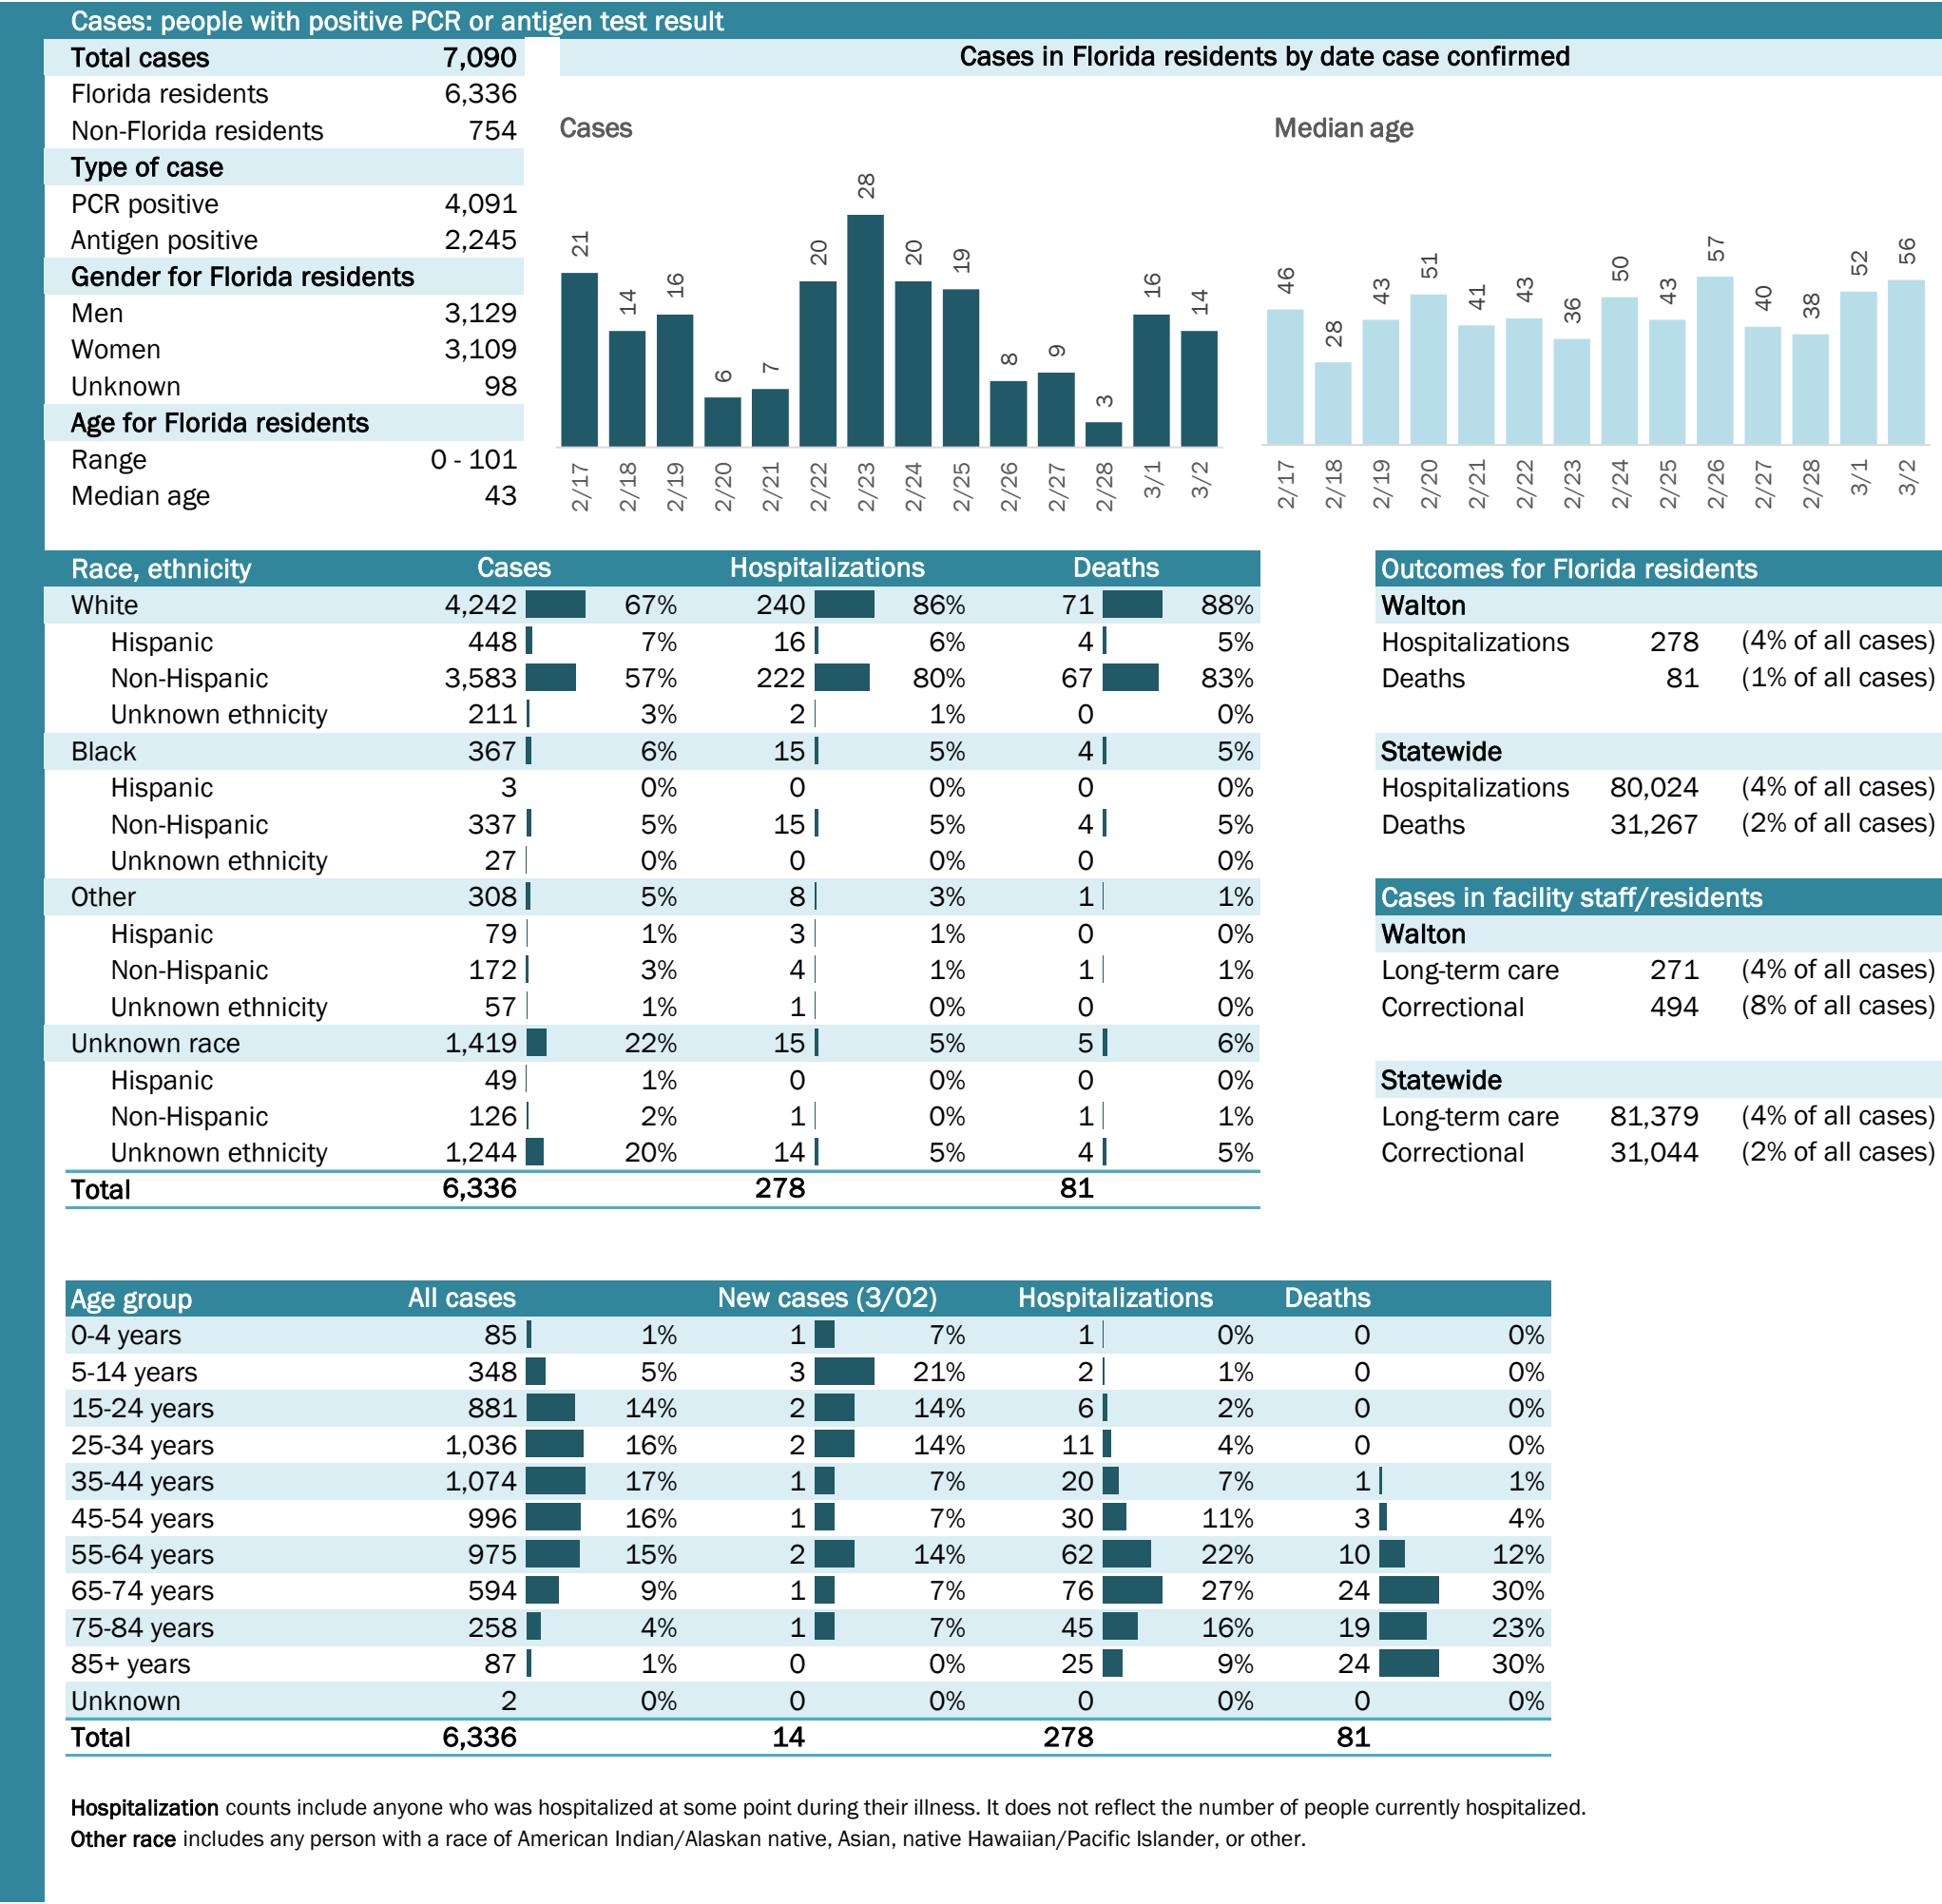 Cases: people with positive PCR or antigen test result
Total cases 7,090
Florida residents 6,336
Non-Florida residents 754
Type of case
PCR positive 4,091
Antigen positive 2,245
Gender for Florida residents
Men 3,129
Women 3,109
Unknown 98
Age for Florida residents
Range 0 - 101
Median age 43
Cases in Florida residents by date case confirmed
Cases
21 14 16 6 7 20 28 20 19 8 9 3 16 14
2/17 2/18 2/19 2/20 2/21 2/22 2/23 2/24 2/25 2/26 2/27 2/28 3/1 3/2
Median age
46 28 43 51 41 43 36 50 43 57 40 38 52 56
2/17 2/18 2/19 2/20 2/21 2/22 2/23 2/24 2/25 2/26 2/27 2/28 3/1 3/2
Race, ethnicity Cases Hospitalizations Deaths
White 4,242 67% 240 86% 71 88%
Hispanic 448 7% 16 6% 4 5%
Non-Hispanic 3,583 57% 222 80% 67 83%
Unknown ethnicity 211 3% 2 1% 0 0%
Black 367 6% 15 5% 4 5%
Hispanic 3 0% 0 0% 0 0%
Non-Hispanic 337 5% 15 5% 4 5%
Unknown ethnicity 27 0% 0 0% 0 0%
Other 308 5% 8 3% 1 1%
Hispanic 79 1% 3 1% 0 0%
Non-Hispanic 172 3% 4 1% 1 1%
Unknown ethnicity 57 1% 1 0% 0 0%
Unknown race 1,419 22% 15 5% 5 6%
Hispanic 49 1% 0 0% 0 0%
Non-Hispanic 126 2% 1 0% 1 1%
Unknown ethnicity 1,244 20% 14 5% 4 5%
Total 6,336 278 81
Outcomes for Florida residents
Walton
Hospitalizations 278 (4% of all cases)
Deaths 81 (1% of all cases)
Statewide
Hospitalizations 80,024 (4% of all cases)
Deaths 31,267 (2% of all cases)
Cases in facility staff/residents
Walton
Long-term care 271 (4% of all cases)
Correctional 494 (8% of all cases)
Statewide
Long-term care 81,379 (4% of all cases)
Correctional 31,044 (2% of all cases)
Age group All cases New cases (3/02) Hospitalizations Deaths
0-4 years 85 1% 1 7% 1 0% 0 0%
5-14 years 348 5% 3 21% 2 1% 0 0%
15-24 years 881 14% 2 14% 6 2% 0 0%
25-34 years 1,036 16% 2 14% 11 4% 0 0%
35-44 years 1,074 17% 1 7% 20 7% 1 1%
45-54 years 996 16% 1 7% 30 11% 3 4%
55-64 years 975 15% 2 14% 62 22% 10 12%
65-74 years 594 9% 1 7% 76 27% 24 30%
75-84 years 258 4% 1 7% 45 16% 19 23%
85+ years 87 1% 0 0% 25 9% 24 30%
Unknown 2 0% 0 0% 0 0% 0 0%
Total 6,336 14 278 81
Hospitalization counts include anyone who was hospitalized at some point during their illness. It does not reflect the number of people currently hospitalized.
Other race includes any person with a race of American Indian/Alaskan native, Asian, native Hawaiian/Pacific Islander, or other.